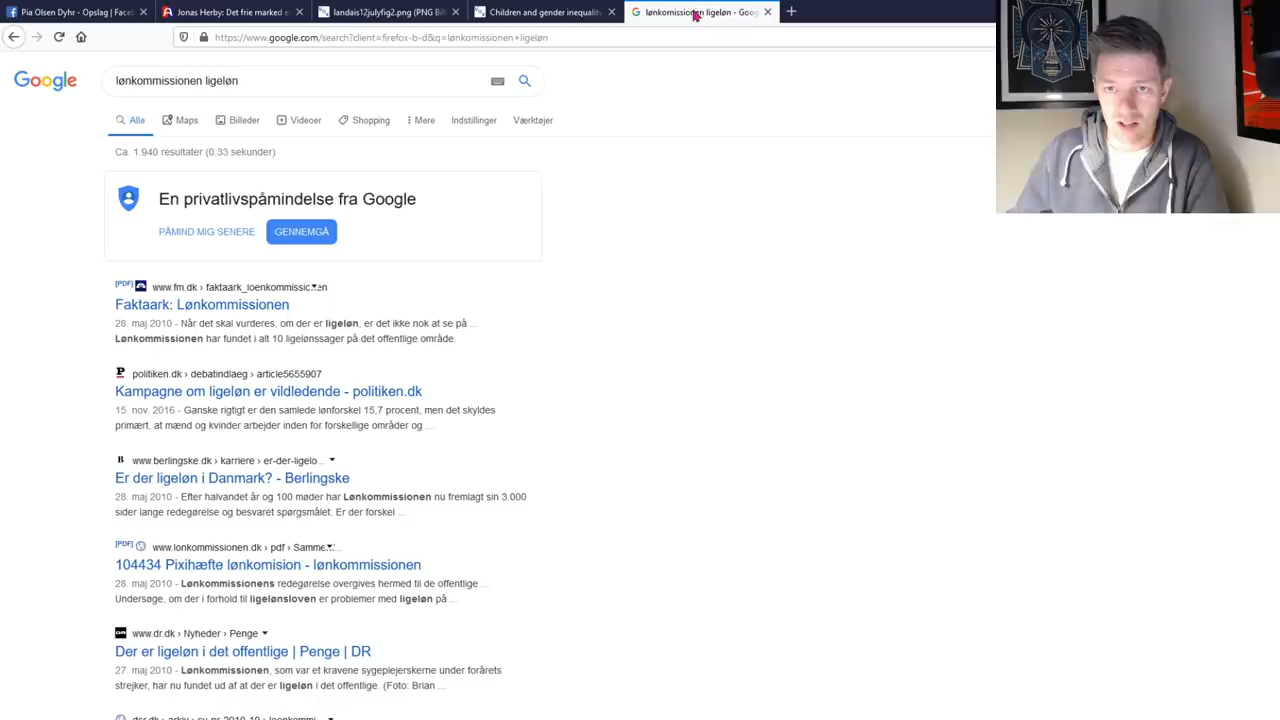 Pia Olsen Dyhr - Opslag | Faceb
Jonas Herby: Det frie marked e
landais12julyfig2.png (PNG Bill
Children and gender inequality
lønkomissionen ligeløn - Goog
https://www.google.com/search?client=firefox-b-d&q=lønkomissionen+ligeløn
Google
lønkommissionen ligeløn
Alle
Maps
Billeder
Videoer
Shopping
Mere
Indstillinger
Værktøjer
Ca. 1.940 resultater (0.33 sekunder)
En privatlivspåmindelse fra Google
PÅMIND MIG SENERE
GENNEMGÅ
[PDF] www.fm.dk › faktaark_loenkommission
Faktaark: Lønkommissionen
28. maj 2010 - Når det skal vurderes, om der er ligeløn, er det ikke nok at se på ...
Lønkommissionen har fundet i alt 10 ligelønssager på det offentlige område.
politiken.dk › debatindlaeg › article5655907
Kampagne om ligeløn er vildledende - politiken.dk
15. nov. 2016 - Ganske rigtigt er den samlede lønforskel 15,7 procent, men det skyldes
primært, at mænd og kvinder arbejder inden for forskellige områder og ...
www.berlingske.dk › karriere › er-der-ligelo...
Er der ligeløn i Danmark? - Berlingske
28. maj 2010 - Efter halvandet år og 100 møder har Lønkommissionen nu fremlagt sin 3.000
sider lange redegørelse og besvaret spørgsmålet. Er der forskel ...
[PDF] www.lonkommissionen.dk › pdf › Samme...
104434 Pixihæfte lønkomision - lønkommissionen
28. maj 2010 - Lønkommissionens redegørelse overgives hermed til de offentlige ...
Undersøge, om der i forhold til ligelønsloven er problemer med ligeløn på ...
www.dr.dk › Nyheder › Penge
Der er ligeløn i det offentlige | Penge | DR
27. maj 2010 - Lønkommissionen, som var et kravene sygeplejerskerne under forårets
strejker, har nu fundet ud af at der er ligeløn i det offentlige. (Foto: Brian ...